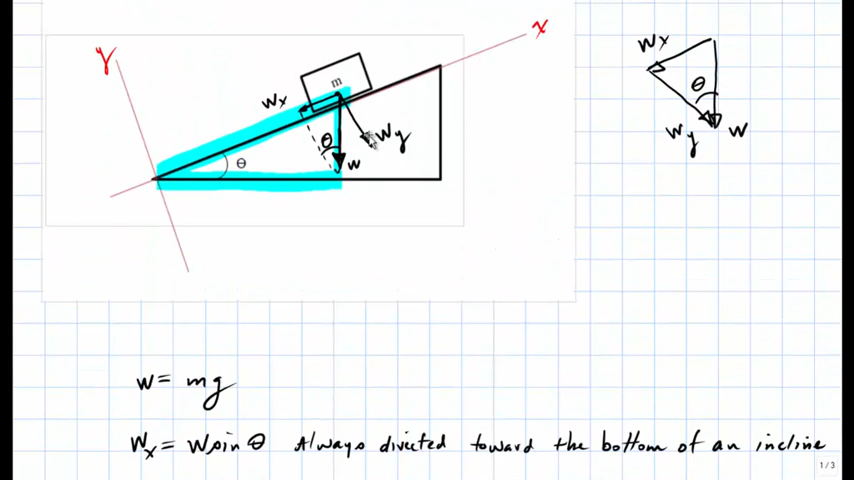 Y
x
m
Wx
Wy
θ
W
θ
Wx
θ
Wy
W
W = mg
Wx = W sin θ Always directed toward the bottom of an incline
1/3